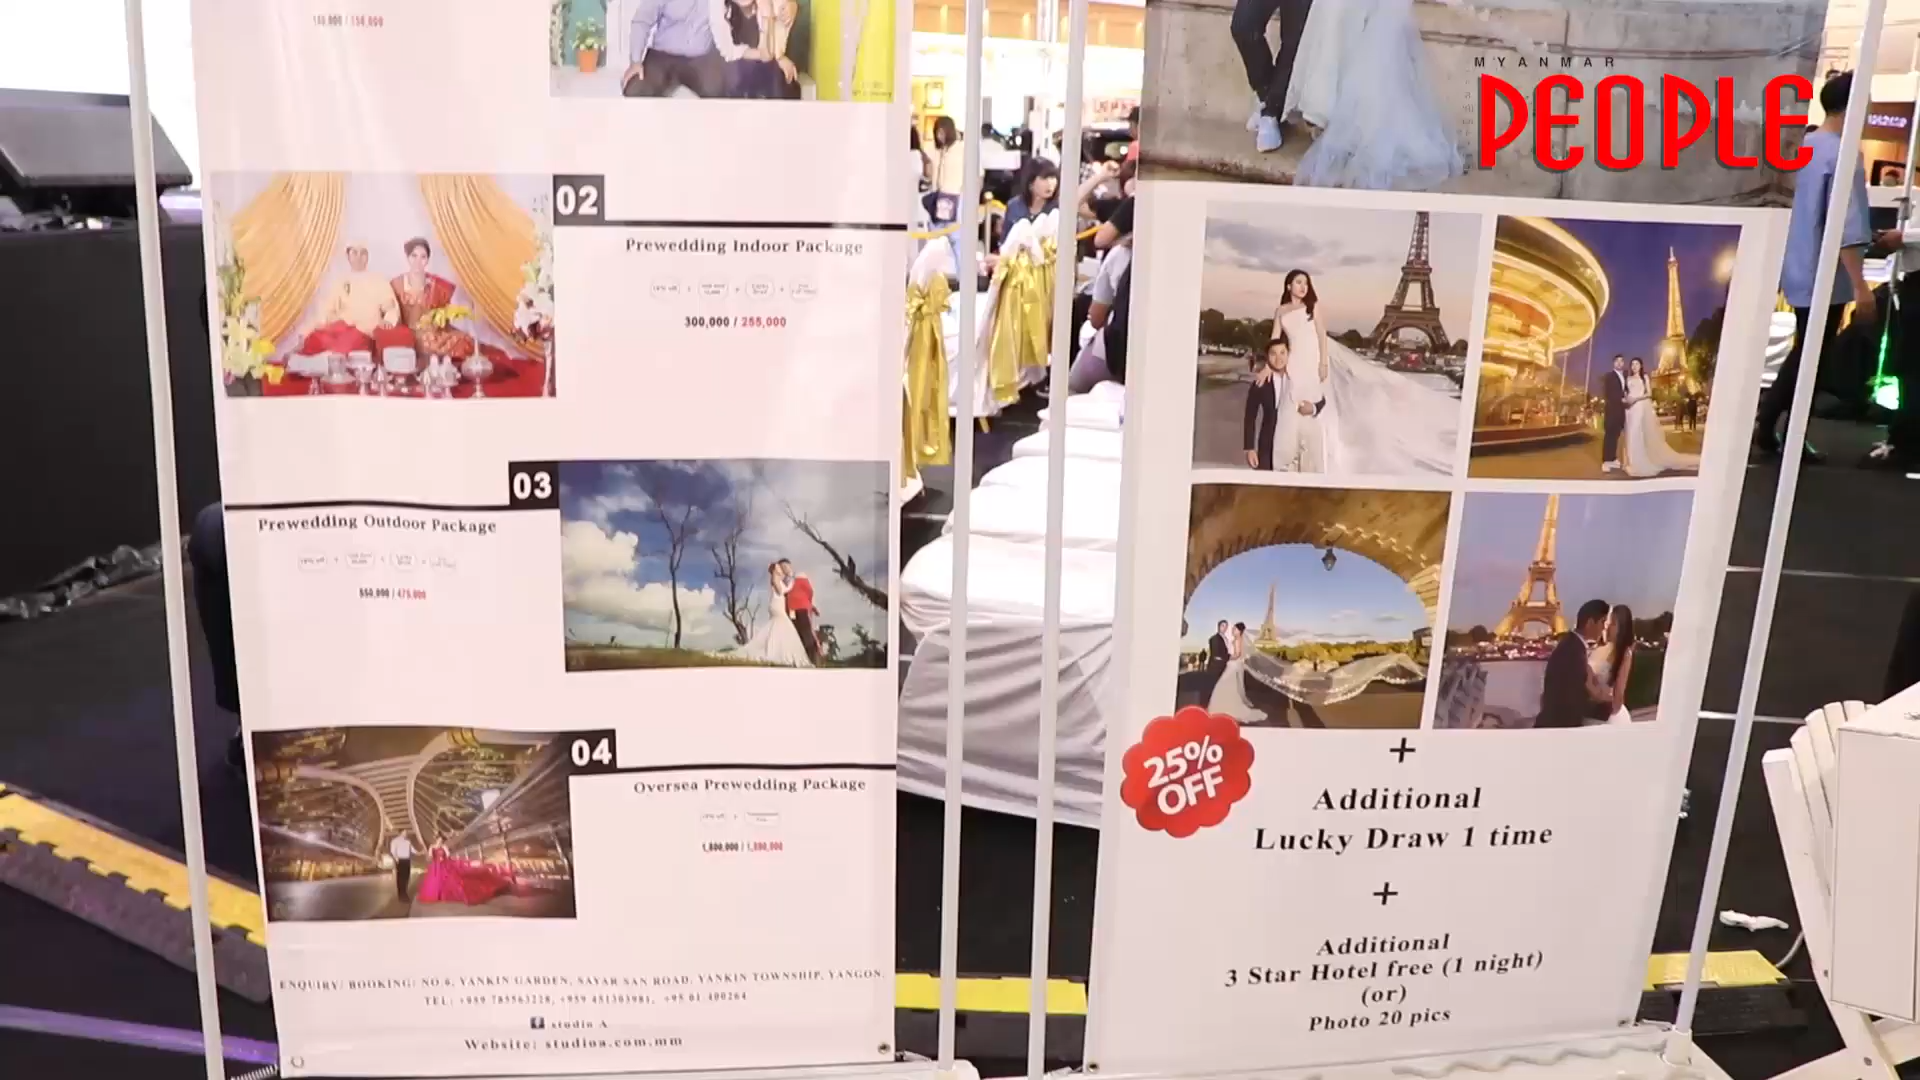 MYANMAR
PEOPLE
02
Prewedding Indoor Package
300,000 / 255,000
03
Prewedding Outdoor Package
550,000 / 475,000
04
Oversea Prewedding Package
ENQUIRY/ BOOKING: NO.6, YANKIN GARDEN, SAYAR SAN ROAD, YANKIN TOWNSHIP, YANGON.
studio A
Website: studioa.com.mm
25%
OFF
+
Additional
Lucky Draw 1 time
+
Additional
3 Star Hotel free (1 night)
(or)
Photo 20 pics